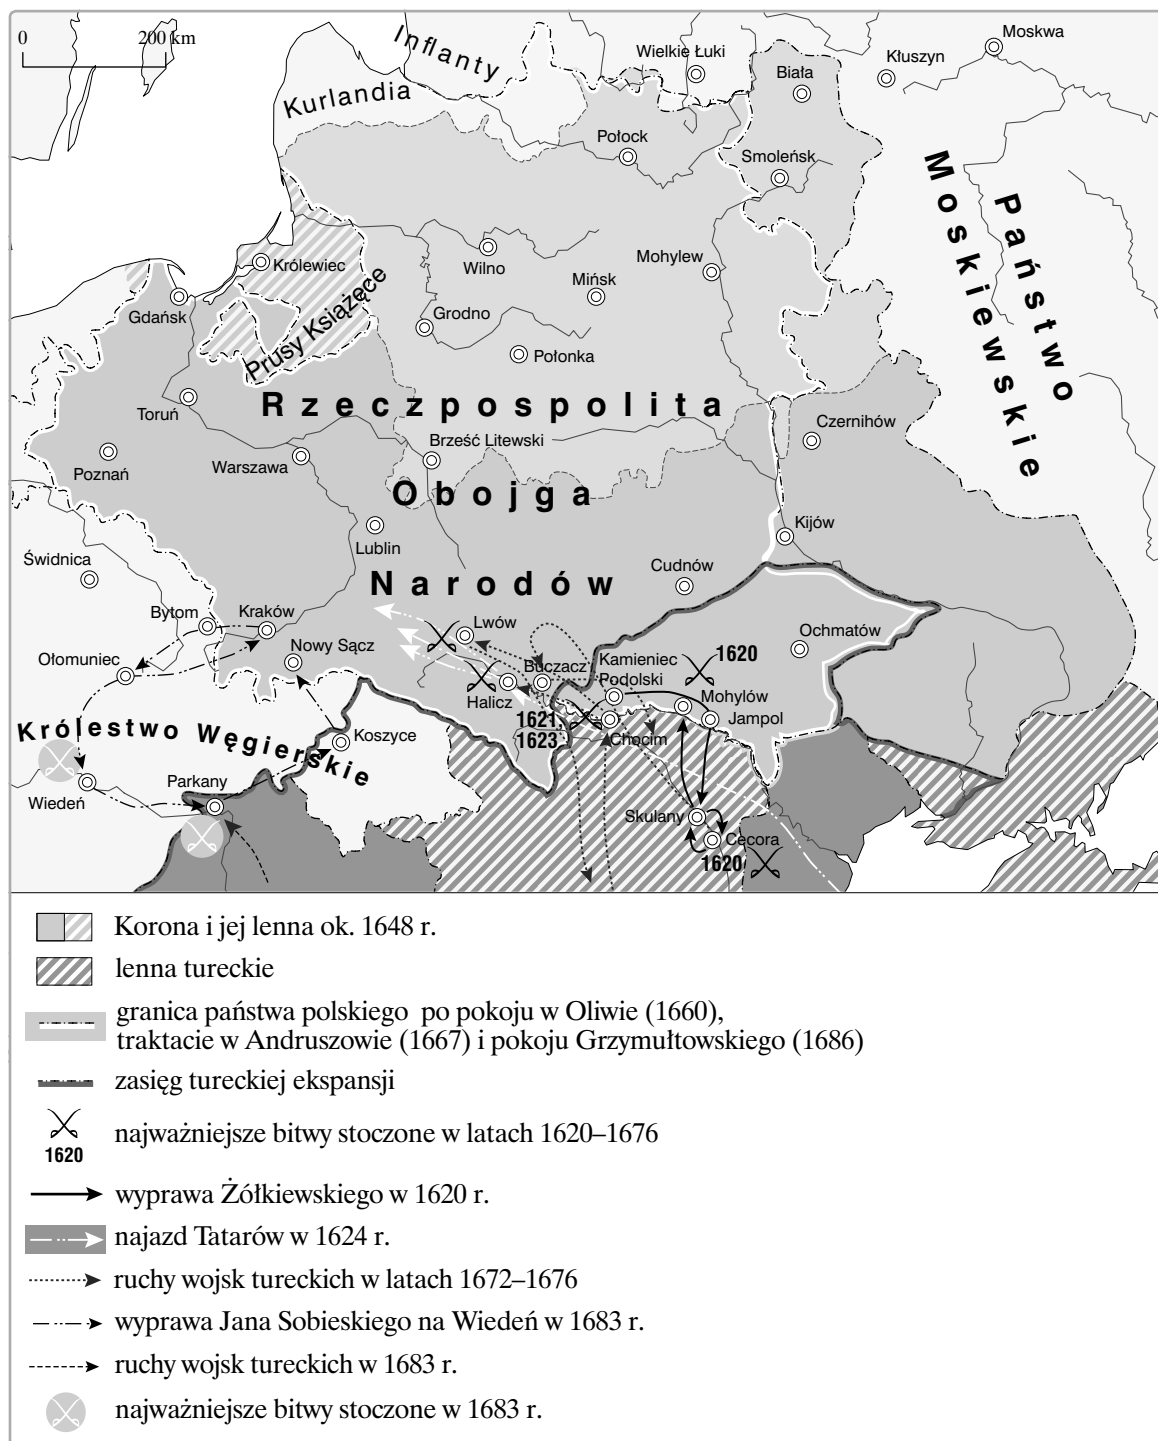 0 200 km
Inflanty
Kurlandia
Wielkie Łuki
Biała
Kłuszyn
Moskwa
Połock
Smoleńsk
Państwo
Moskiewskie
Królewiec
Wilno
Mińsk
Mohylew
Gdańsk
Prusy Książęce
Grodno
Połonka
Toruń
Rzeczpospolita
Czernihów
Poznań
Warszawa
Brześć Litewski
Obojga
Lublin
Kijów
Świdnica
Narodów
Cudnów
Bytom
Kraków
Lwów
Ochmatów
Ołomuniec
Nowy Sącz
Buczacz
Kamieniec
Podolski
1620
Halicz
Mohylów
Jampol
1621,
1623
Chocim
Królestwo Węgierskie
Koszyce
Wiedeń
Parkany
Skulany
Cecora
1620
Korona i jej lenna ok. 1648 r.
lenna tureckie
granica państwa polskiego po pokoju w Oliwie (1660),
traktacie w Andruszowie (1667) i pokoju Grzymułtowskiego (1686)
zasięg tureckiej ekspansji
najważniejsze bitwy stoczone w latach 1620–1676
1620
wyprawa Żółkiewskiego w 1620 r.
najazd Tatarów w 1624 r.
ruchy wojsk tureckich w latach 1672–1676
wyprawa Jana Sobieskiego na Wiedeń w 1683 r.
ruchy wojsk tureckich w 1683 r.
najważniejsze bitwy stoczone w 1683 r.